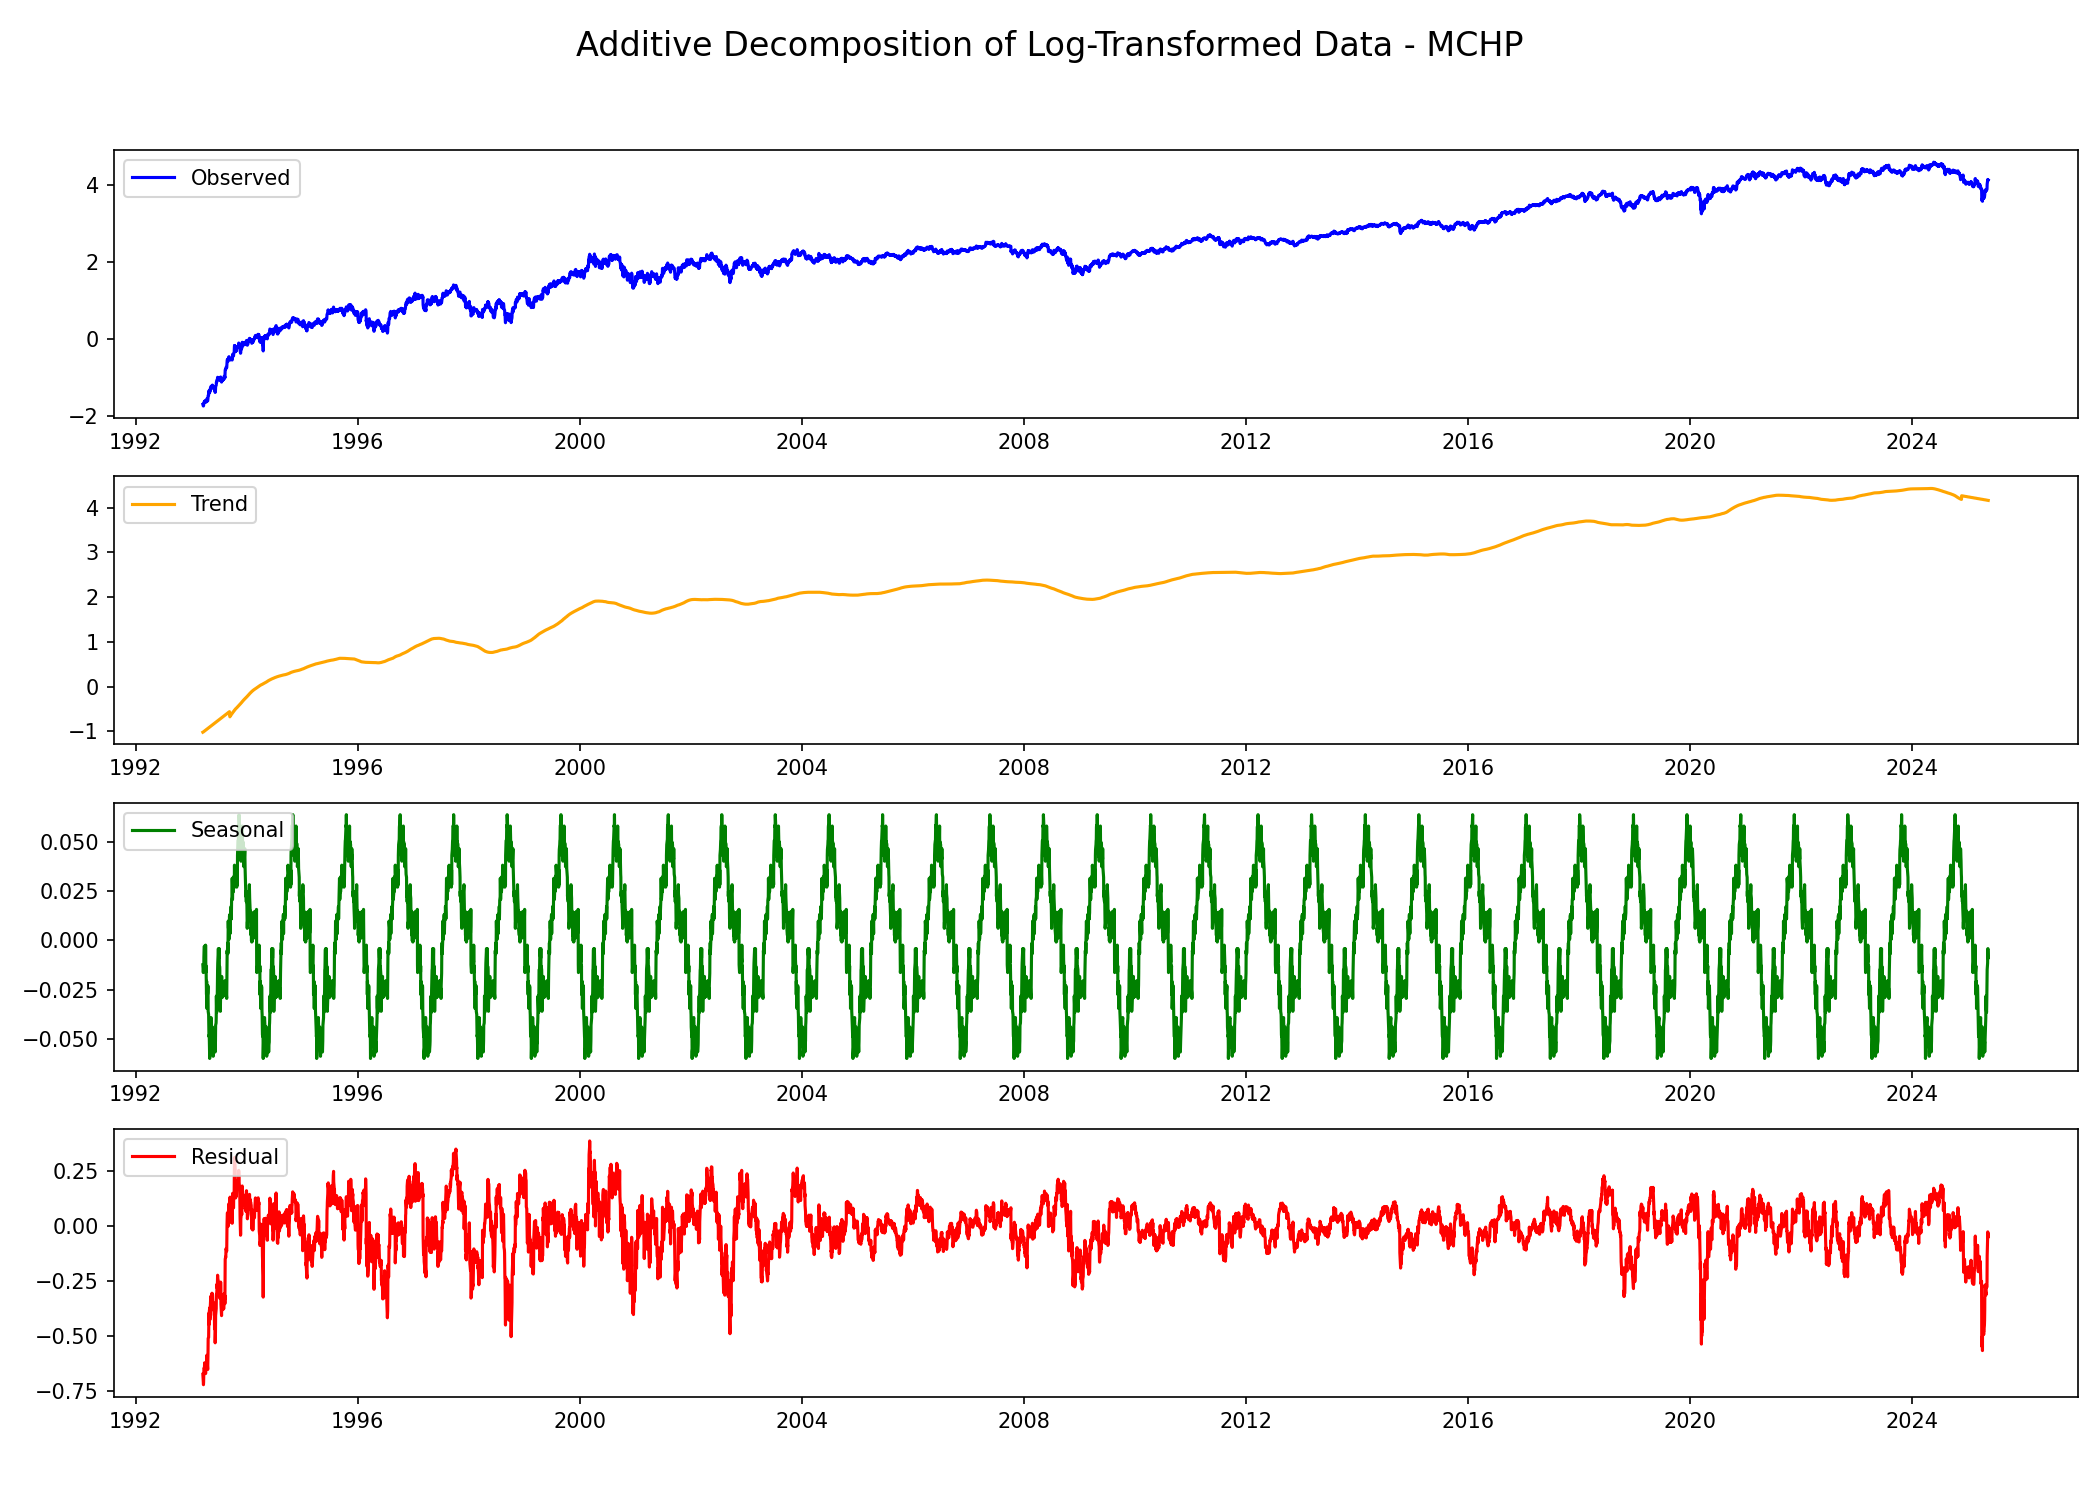 Additive Decomposition of Log-Transformed Data - MCHP
Observed
4
2
0
−2
1992 1996 2000 2004 2008 2012 2016 2020 2024
Trend
4
3
2
1
0
−1
1992 1996 2000 2004 2008 2012 2016 2020 2024
Seasonal
0.050
0.025
0.000
−0.025
−0.050
1992 1996 2000 2004 2008 2012 2016 2020 2024
Residual
0.25
0.00
−0.25
−0.50
−0.75
1992 1996 2000 2004 2008 2012 2016 2020 2024